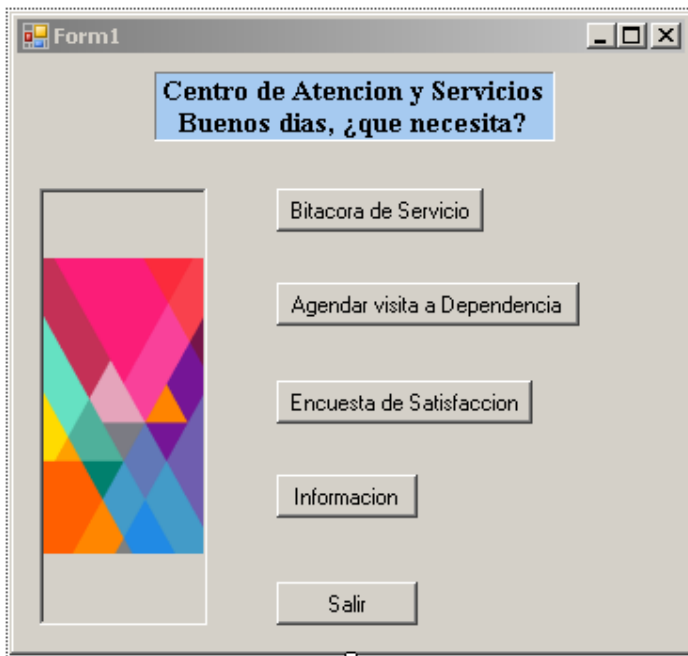 Form1
Centro de Atencion y Servicios
Buenos dias, ¿que necesita?
Bitacora de Servicio
Agendar visita a Dependencia
Encuesta de Satisfaccion
Informacion
Salir